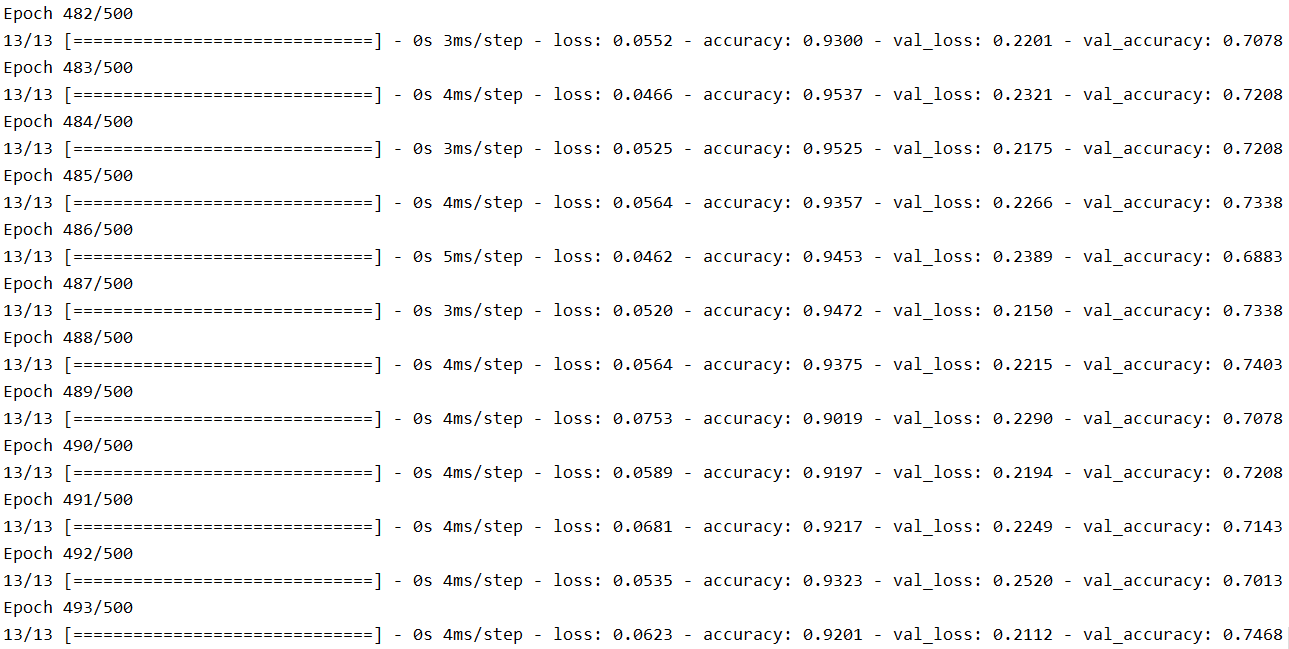 Epoch 482/500
13/13 [==============================] - 0s 3ms/step - loss: 0.0552 - accuracy: 0.9300 - val_loss: 0.2201 - val_accuracy: 0.7078
Epoch 483/500
13/13 [==============================] - 0s 4ms/step - loss: 0.0466 - accuracy: 0.9537 - val_loss: 0.2321 - val_accuracy: 0.7208
Epoch 484/500
13/13 [==============================] - 0s 3ms/step - loss: 0.0525 - accuracy: 0.9525 - val_loss: 0.2175 - val_accuracy: 0.7208
Epoch 485/500
13/13 [==============================] - 0s 4ms/step - loss: 0.0564 - accuracy: 0.9357 - val_loss: 0.2266 - val_accuracy: 0.7338
Epoch 486/500
13/13 [==============================] - 0s 5ms/step - loss: 0.0462 - accuracy: 0.9453 - val_loss: 0.2389 - val_accuracy: 0.6883
Epoch 487/500
13/13 [==============================] - 0s 3ms/step - loss: 0.0520 - accuracy: 0.9472 - val_loss: 0.2150 - val_accuracy: 0.7338
Epoch 488/500
13/13 [==============================] - 0s 4ms/step - loss: 0.0564 - accuracy: 0.9375 - val_loss: 0.2215 - val_accuracy: 0.7403
Epoch 489/500
13/13 [==============================] - 0s 4ms/step - loss: 0.0753 - accuracy: 0.9019 - val_loss: 0.2290 - val_accuracy: 0.7078
Epoch 490/500
13/13 [==============================] - 0s 4ms/step - loss: 0.0589 - accuracy: 0.9197 - val_loss: 0.2194 - val_accuracy: 0.7208
Epoch 491/500
13/13 [==============================] - 0s 4ms/step - loss: 0.0681 - accuracy: 0.9217 - val_loss: 0.2249 - val_accuracy: 0.7143
Epoch 492/500
13/13 [==============================] - 0s 4ms/step - loss: 0.0535 - accuracy: 0.9323 - val_loss: 0.2520 - val_accuracy: 0.7013
Epoch 493/500
13/13 [==============================] - 0s 4ms/step - loss: 0.0623 - accuracy: 0.9201 - val_loss: 0.2112 - val_accuracy: 0.7468